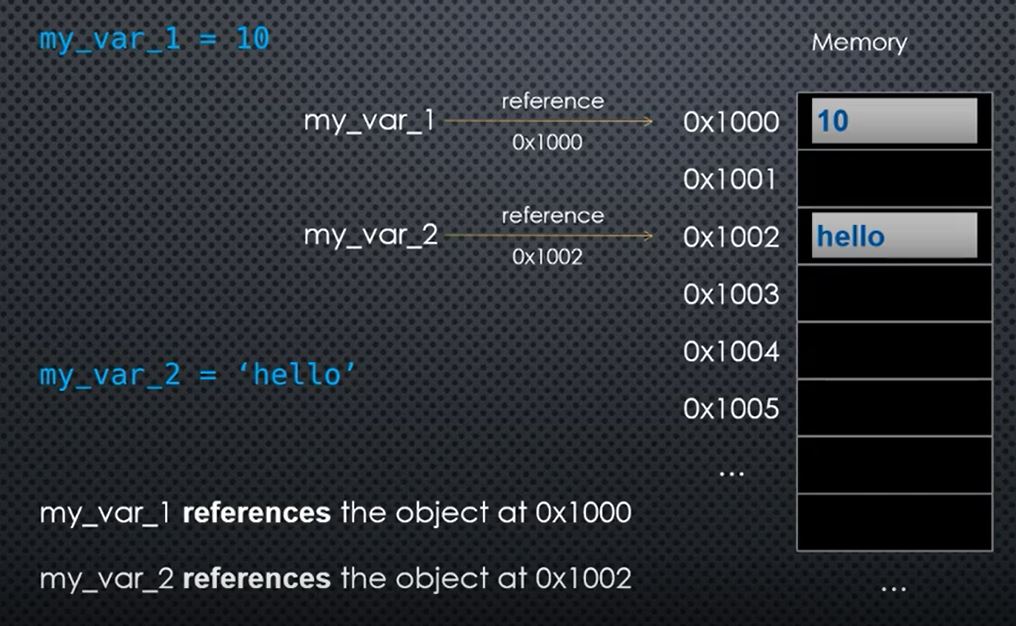 my_var_1 = 10
Memory
reference
my_var_1
0x1000
0x1000
10
0x1001
reference
my_var_2
0x1002
0x1002
hello
0x1003
0x1004
my_var_2 = ‘hello’
0x1005
...
my_var_1 references the object at 0x1000
my_var_2 references the object at 0x1002
...